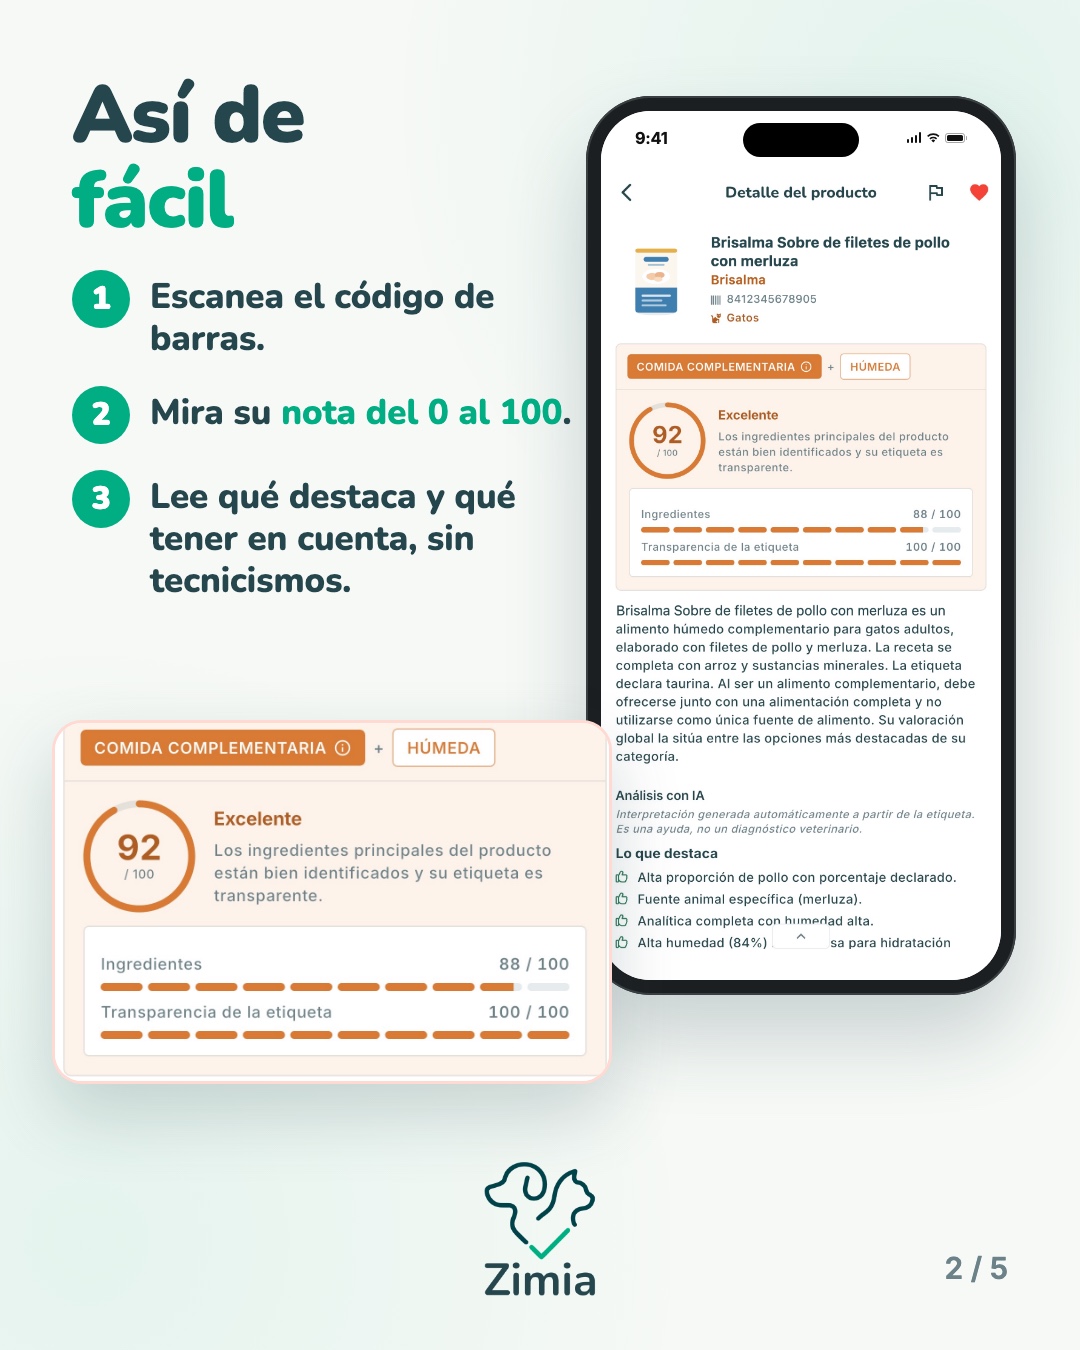 Así de
fácil
1
Escanea el código de
barras.
2
Mira su nota del 0 al 100.
3
Lee qué destaca y qué
tener en cuenta, sin
tecnicismos.
9:41
Detalle del producto
Brisalma Sobre de filetes de pollo
con merluza
Brisalma
8412345678905
Gatos
COMIDA COMPLEMENTARIA + HÚMEDA
92
/ 100
Excelente
Los ingredientes principales del producto
están bien identificados y su etiqueta es
transparente.
Ingredientes 88 / 100
Transparencia de la etiqueta 100 / 100
Brisalma Sobre de filetes de pollo con merluza es un
alimento húmedo complementario para gatos adultos,
elaborado con filetes de pollo y merluza. La receta se
completa con arroz y sustancias minerales. La etiqueta
declara taurina. Al ser un alimento complementario, debe
ofrecerse junto con una alimentación completa y no
utilizarse como única fuente de alimento. Su valoración
global la sitúa entre las opciones más destacadas de su
categoría.
Análisis con IA
Interpretación generada automáticamente a partir de la etiqueta.
Es una ayuda, no un diagnóstico veterinario.
Lo que destaca
Alta proporción de pollo con porcentaje declarado.
Fuente animal específica (merluza).
Analítica completa con humedad alta.
Alta humedad (84%) sa para hidratación
COMIDA COMPLEMENTARIA + HÚMEDA
92
/ 100
Excelente
Los ingredientes principales del producto
están bien identificados y su etiqueta es
transparente.
Ingredientes 88 / 100
Transparencia de la etiqueta 100 / 100
Zimia
2 / 5